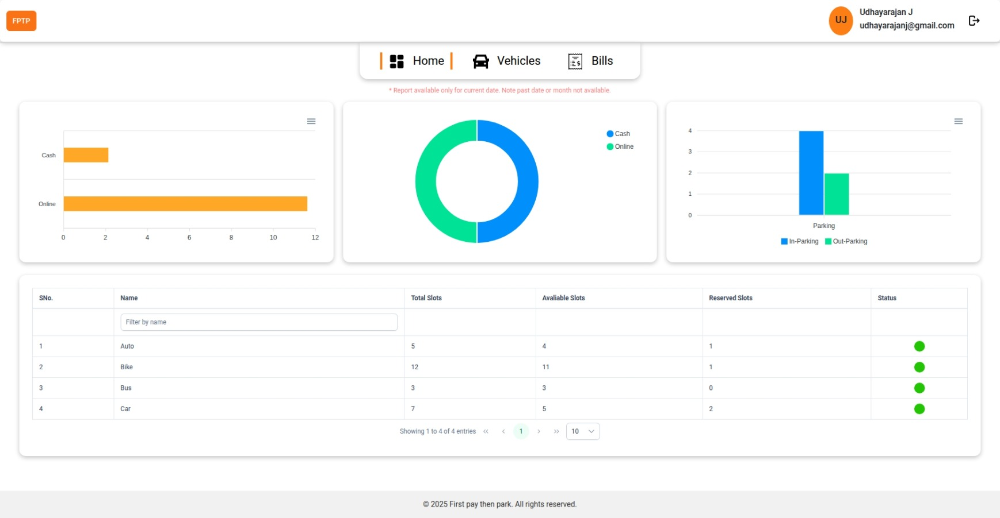 FPTP
UJ
Udhayarajan J
udhayarajanj@gmail.com
Home
Vehicles
Bills
* Report available only for current date. Note past date or month not available.
Cash
Online
0 2 4 6 8 10 12
Cash
Online
4
3
2
1
0
Parking
In-Parking Out-Parking
SNo. Name Total Slots Avaliable Slots Reserved Slots Status
Filter by name
1 Auto 5 4 1
2 Bike 12 11 1
3 Bus 3 3 0
4 Car 7 5 2
Showing 1 to 4 of 4 entries « ‹ 1 › » 10
© 2025 First pay then park. All rights reserved.